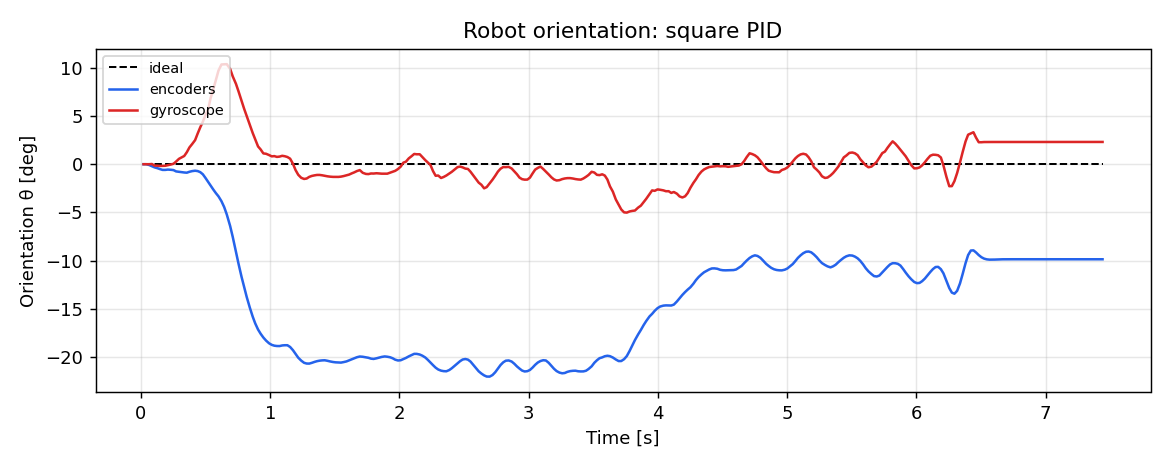 Robot orientation: square PID
Orientation θ [deg]
10
5
0
−5
−10
−15
−20
ideal
encoders
gyroscope
0 1 2 3 4 5 6 7
Time [s]